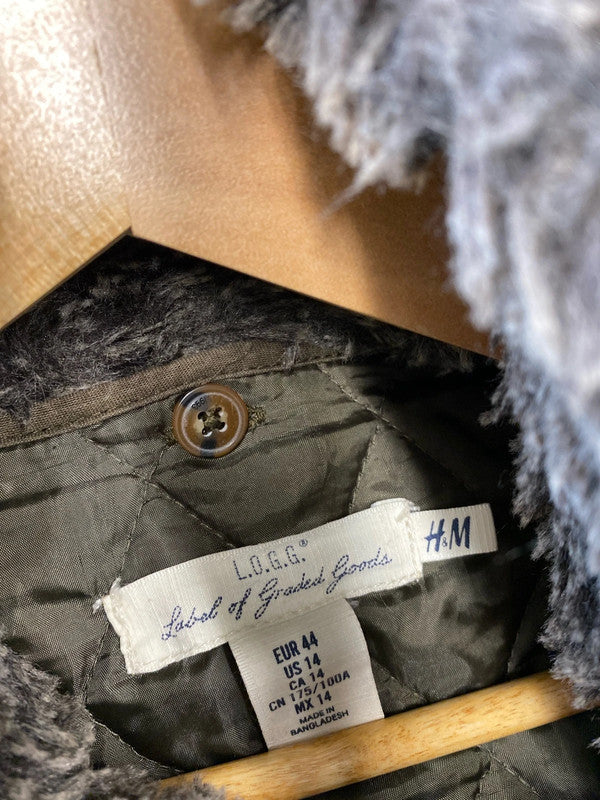 L.O.G.G.®
Label of Graded Goods
H&M
EUR 44
US 14
CA 14
CN 175/100A
MX 14
MADE IN
BANGLADESH